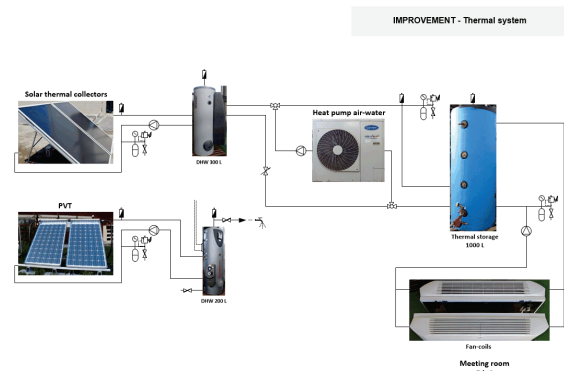 IMPROVEMENT - Thermal system
Solar thermal collectors
Heat pump air-water
DHW 300 L
PVT
Thermal storage
1000 L
DHW 200 L
Fan-coils
Meeting room